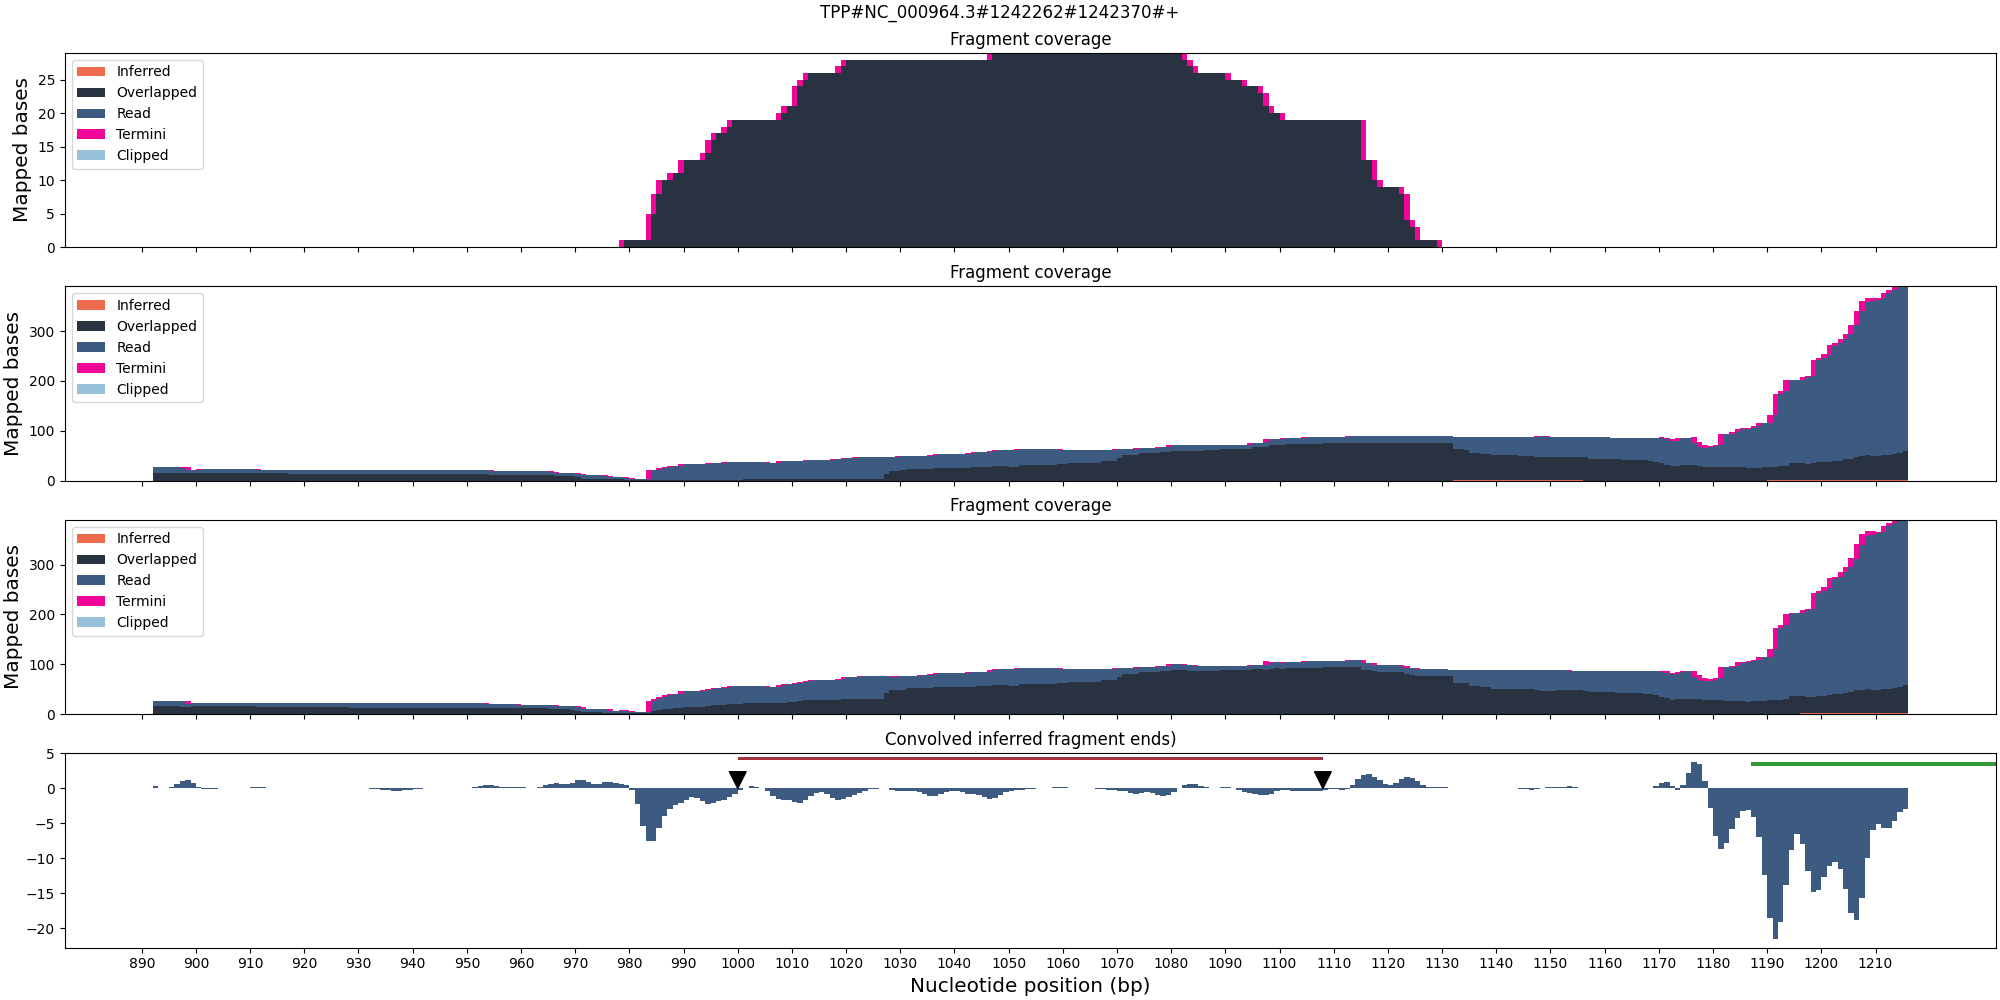 TPP#NC_000964.3#1242262#1242370#+
Fragment coverage
Mapped bases
25
20
15
10
5
0
Inferred
Overlapped
Read
Termini
Clipped
Fragment coverage
Mapped bases
300
200
100
0
Inferred
Overlapped
Read
Termini
Clipped
Fragment coverage
Mapped bases
300
200
100
0
Inferred
Overlapped
Read
Termini
Clipped
Convolved inferred fragment ends)
5
0
−5
−10
−15
−20
890 900 910 920 930 940 950 960 970 980 990 1000 1010 1020 1030 1040 1050 1060 1070 1080 1090 1100 1110 1120 1130 1140 1150 1160 1170 1180 1190 1200 1210
Nucleotide position (bp)